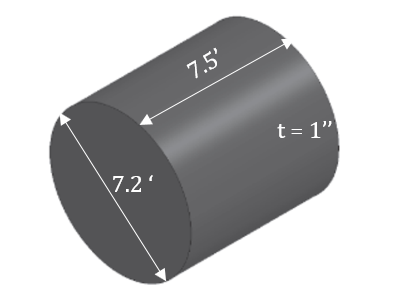 7.5’
t = 1’’
7.2 ‘